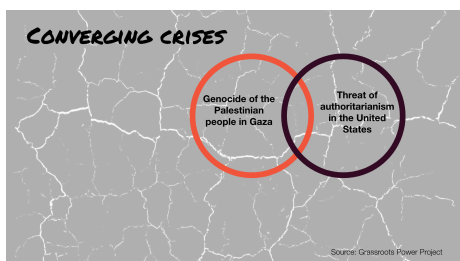 CONVERGING CRISES
Genocide of the
Palestinian
people in Gaza
Threat of
authoritarianism
in the United
States
Source: Grassroots Power Project